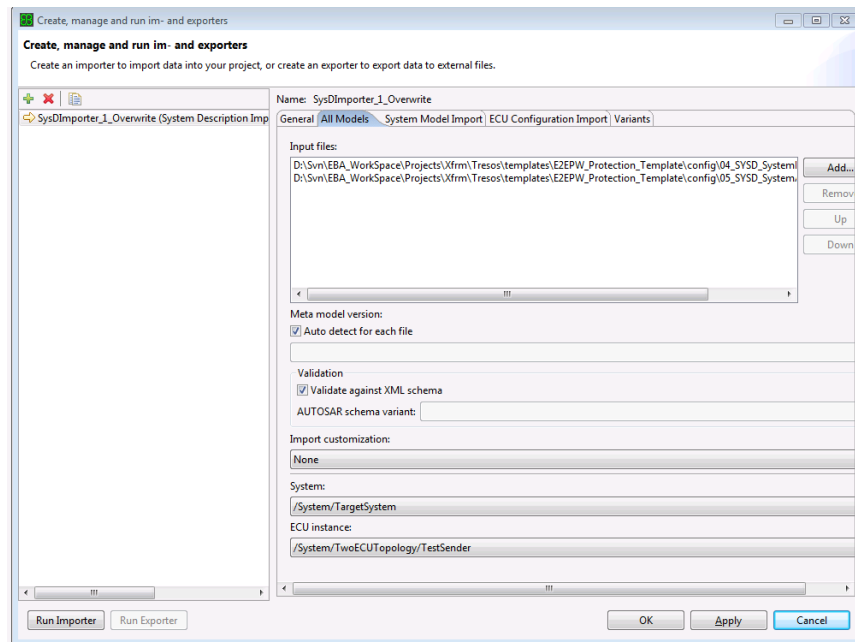 Create, manage and run im- and exporters
Create, manage and run im- and exporters
Create an importer to import data into your project, or create an exporter to export data to external files.
SysDImporter_1_Overwrite (System Description Imp
Name: SysDImporter_1_Overwrite
General All Models System Model Import ECU Configuration Import Variants
Input files:
D:\Svn\EBA_WorkSpace\Projects\Xfrm\Tresos\templates\E2EPW_Protection_Template\config\04_SYSD_System
D:\Svn\EBA_WorkSpace\Projects\Xfrm\Tresos\templates\E2EPW_Protection_Template\config\05_SYSD_System
Add...
Remov
Up
Down
Meta model version:
Auto detect for each file
Validation
Validate against XML schema
AUTOSAR schema variant:
Import customization:
None
System:
/System/TargetSystem
ECU instance:
/System/TwoECUTopology/TestSender
Run Importer Run Exporter OK Apply Cancel